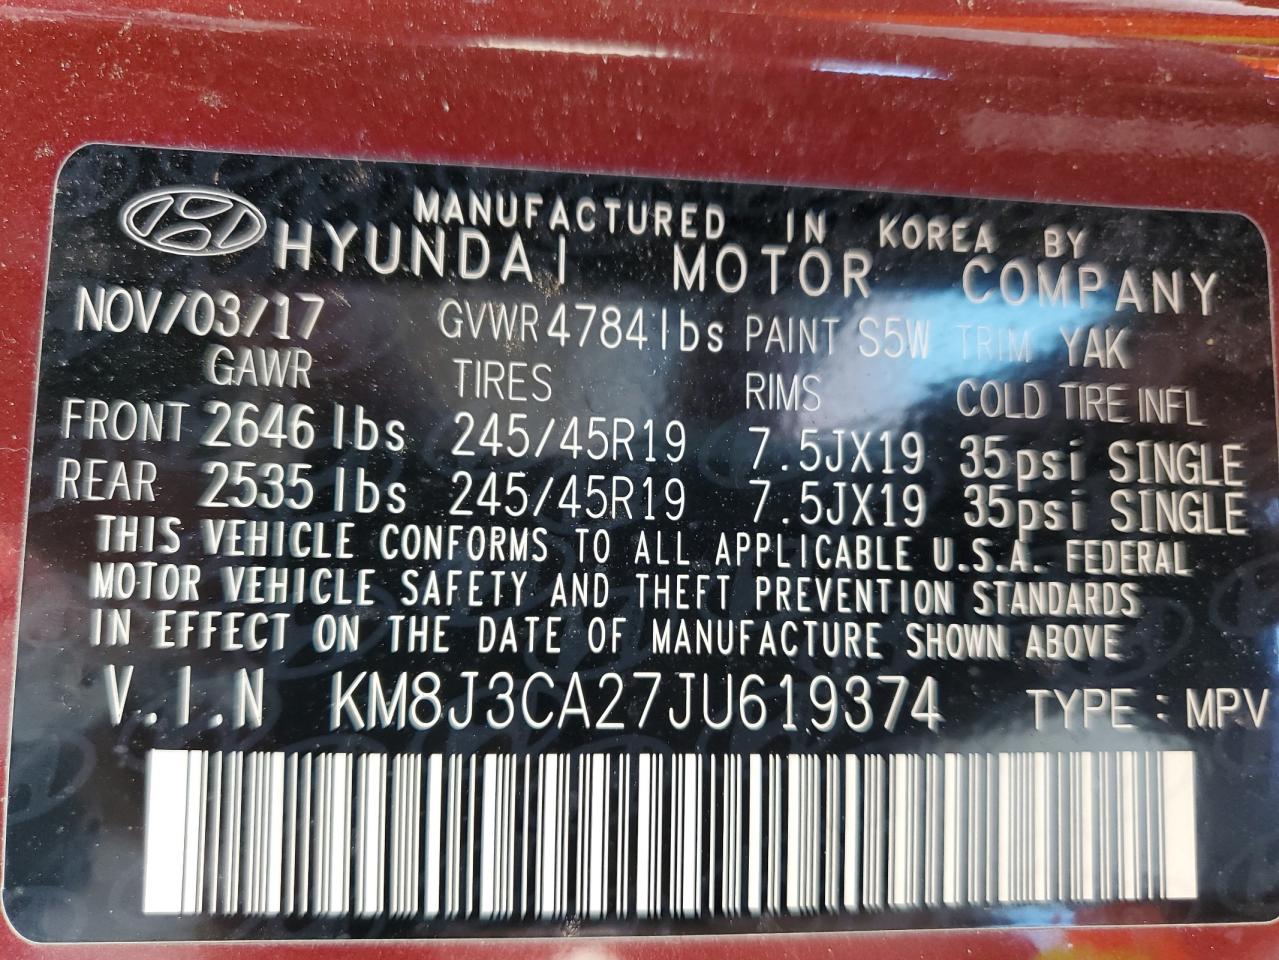 MANUFACTURED IN KOREA BY
HYUNDAI MOTOR COMPANY
NOV/03/17 GVWR 4784 lbs PAINT S5W TRIM YAK
GAWR TIRES RIMS COLD TIRE INFL
FRONT 2646 lbs 245/45R19 7.5JX19 35psi SINGLE
REAR 2535 lbs 245/45R19 7.5JX19 35psi SINGLE
THIS VEHICLE CONFORMS TO ALL APPLICABLE U.S.A. FEDERAL
MOTOR VEHICLE SAFETY AND THEFT PREVENTION STANDARDS
IN EFFECT ON THE DATE OF MANUFACTURE SHOWN ABOVE
V.I.N KM8J3CA27JU619374 TYPE : MPV